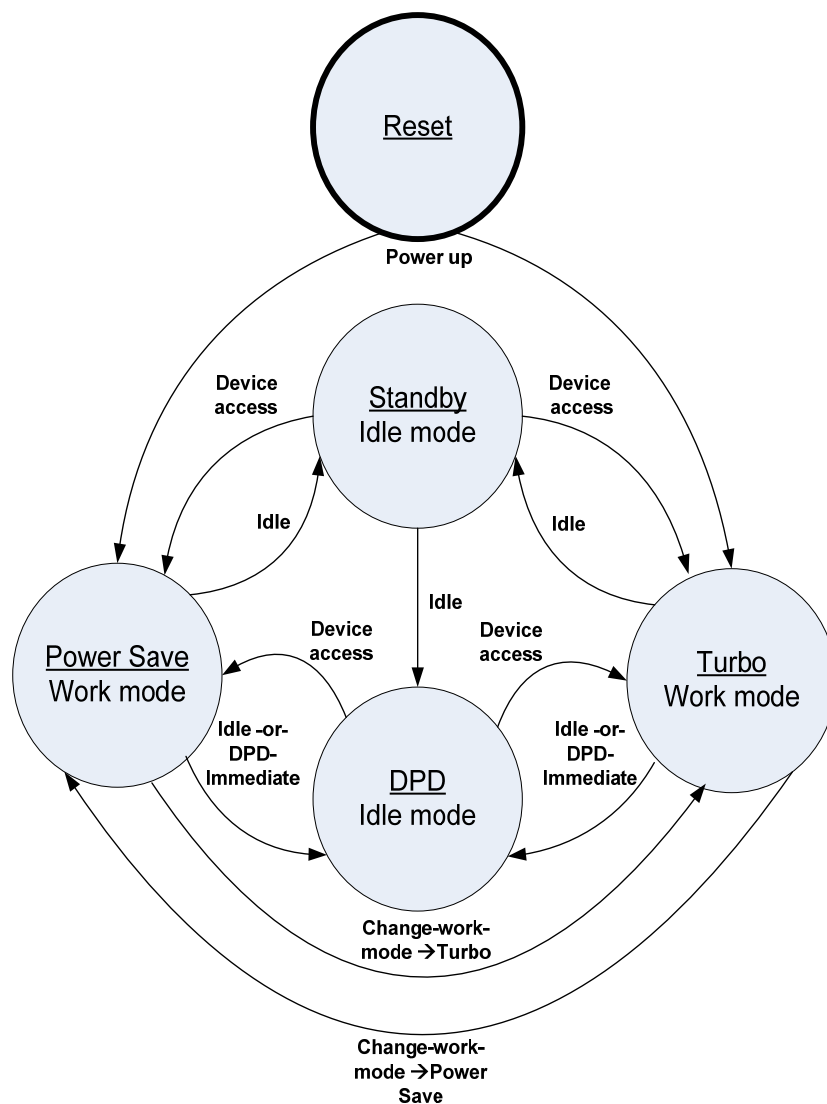 Reset
Power up
Device
access
Standby
Idle mode
Device
access
Idle
Idle
Idle
Power Save
Work mode
Device
access
Device
access
Turbo
Work mode
Idle -or-
DPD-
Immediate
DPD
Idle mode
Idle -or-
DPD-
Immediate
Change-work-
mode →Turbo
Change-work-
mode →Power
Save